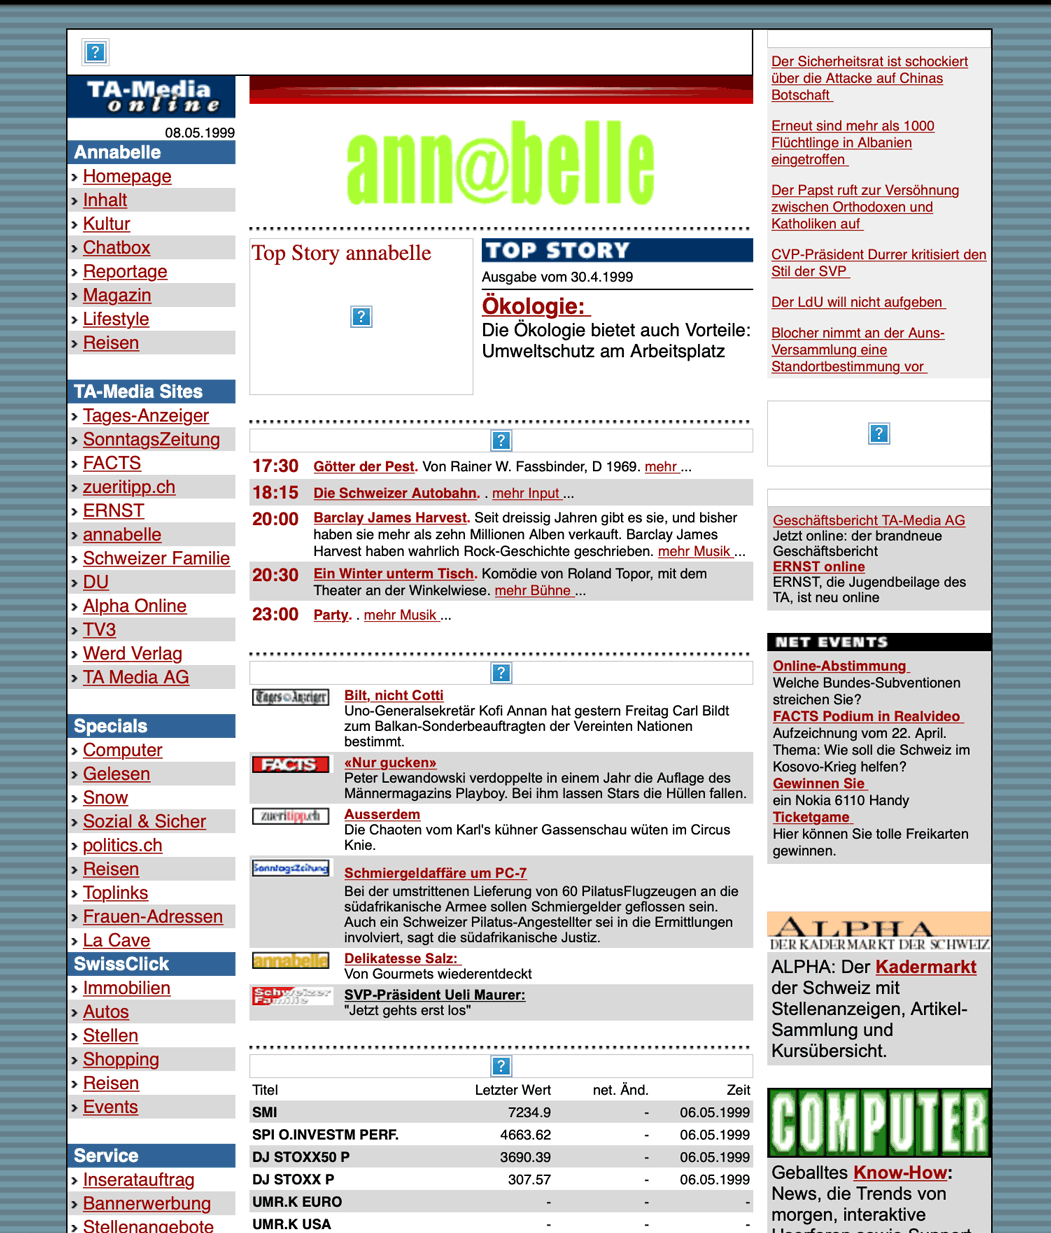 TA-Media
online
08.05.1999
Annabelle
Homepage
Inhalt
Kultur
Chatbox
Reportage
Magazin
Lifestyle
Reisen
TA-Media Sites
Tages-Anzeiger
SonntagsZeitung
FACTS
zueritipp.ch
ERNST
annabelle
Schweizer Familie
DU
Alpha Online
TV3
Werd Verlag
TA Media AG
Specials
Computer
Gelesen
Snow
Sozial & Sicher
politics.ch
Reisen
Toplinks
Frauen-Adressen
La Cave
SwissClick
Immobilien
Autos
Stellen
Shopping
Reisen
Events
Service
Inseratauftrag
Bannerwerbung
Stellenangebote
ann@belle
Top Story annabelle
TOP STORY
Ausgabe vom 30.4.1999
Ökologie:
Die Ökologie bietet auch Vorteile:
Umweltschutz am Arbeitsplatz
17:30 Götter der Pest. Von Rainer W. Fassbinder, D 1969. mehr ...
18:15 Die Schweizer Autobahn. . mehr Input ...
20:00 Barclay James Harvest. Seit dreissig Jahren gibt es sie, und bisher
haben sie mehr als zehn Millionen Alben verkauft. Barclay James
Harvest haben wahrlich Rock-Geschichte geschrieben. mehr Musik ...
20:30 Ein Winter unterm Tisch. Komödie von Roland Topor, mit dem
Theater an der Winkelwiese. mehr Bühne ...
23:00 Party. . mehr Musik ...
Tages Anzeiger
Bilt, nicht Cotti
Uno-Generalsekretär Kofi Annan hat gestern Freitag Carl Bildt
zum Balkan-Sonderbeauftragten der Vereinten Nationen
bestimmt.
FACTS
«Nur gucken»
Peter Lewandowski verdoppelte in einem Jahr die Auflage des
Männermagazins Playboy. Bei ihm lassen Stars die Hüllen fallen.
zueritipp.ch
Ausserdem
Die Chaoten vom Karl's kühner Gassenschau wüten im Circus
Knie.
SonntagsZeitung
Schmiergeldaffäre um PC-7
Bei der umstrittenen Lieferung von 60 PilatusFlugzeugen an die
südafrikanische Armee sollen Schmiergelder geflossen sein.
Auch ein Schweizer Pilatus-Angestellter sei in die Ermittlungen
involviert, sagt die südafrikanische Justiz.
annabelle
Delikatesse Salz:
Von Gourmets wiederentdeckt
Schweizer
Familie
SVP-Präsident Ueli Maurer:
"Jetzt gehts erst los"
Titel Letzter Wert net. Änd. Zeit
SMI 7234.9 - 06.05.1999
SPI O.INVESTM PERF. 4663.62 - 06.05.1999
DJ STOXX50 P 3690.39 - 06.05.1999
DJ STOXX P 307.57 - 06.05.1999
UMR.K EURO - - -
UMR.K USA - - -
Der Sicherheitsrat ist schockiert
über die Attacke auf Chinas
Botschaft
Erneut sind mehr als 1000
Flüchtlinge in Albanien
eingetroffen
Der Papst ruft zur Versöhnung
zwischen Orthodoxen und
Katholiken auf
CVP-Präsident Durrer kritisiert den
Stil der SVP
Der LdU will nicht aufgeben
Blocher nimmt an der Auns-
Versammlung eine
Standortbestimmung vor
Geschäftsbericht TA-Media AG
Jetzt online: der brandneue
Geschäftsbericht
ERNST online
ERNST, die Jugendbeilage des
TA, ist neu online
NET EVENTS
Online-Abstimmung
Welche Bundes-Subventionen
streichen Sie?
FACTS Podium in Realvideo
Aufzeichnung vom 22. April.
Thema: Wie soll die Schweiz im
Kosovo-Krieg helfen?
Gewinnen Sie
ein Nokia 6110 Handy
Ticketgame
Hier können Sie tolle Freikarten
gewinnen.
ALPHA
DER KADERMARKT DER SCHWEIZ
ALPHA: Der Kadermarkt
der Schweiz mit
Stellenanzeigen, Artikel-
Sammlung und
Kursübersicht.
COMPUTER
Geballtes Know-How:
News, die Trends von
morgen, interaktive